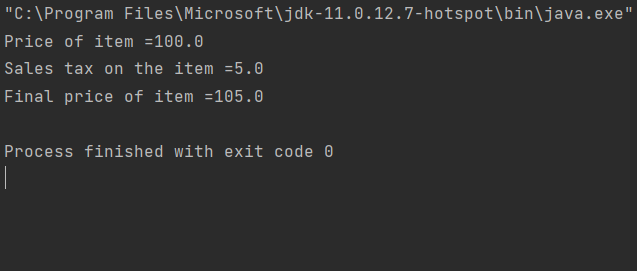 "C:\Program Files\Microsoft\jdk-11.0.12.7-hotspot\bin\java.exe"
Price of item =100.0
Sales tax on the item =5.0
Final price of item =105.0
Process finished with exit code 0